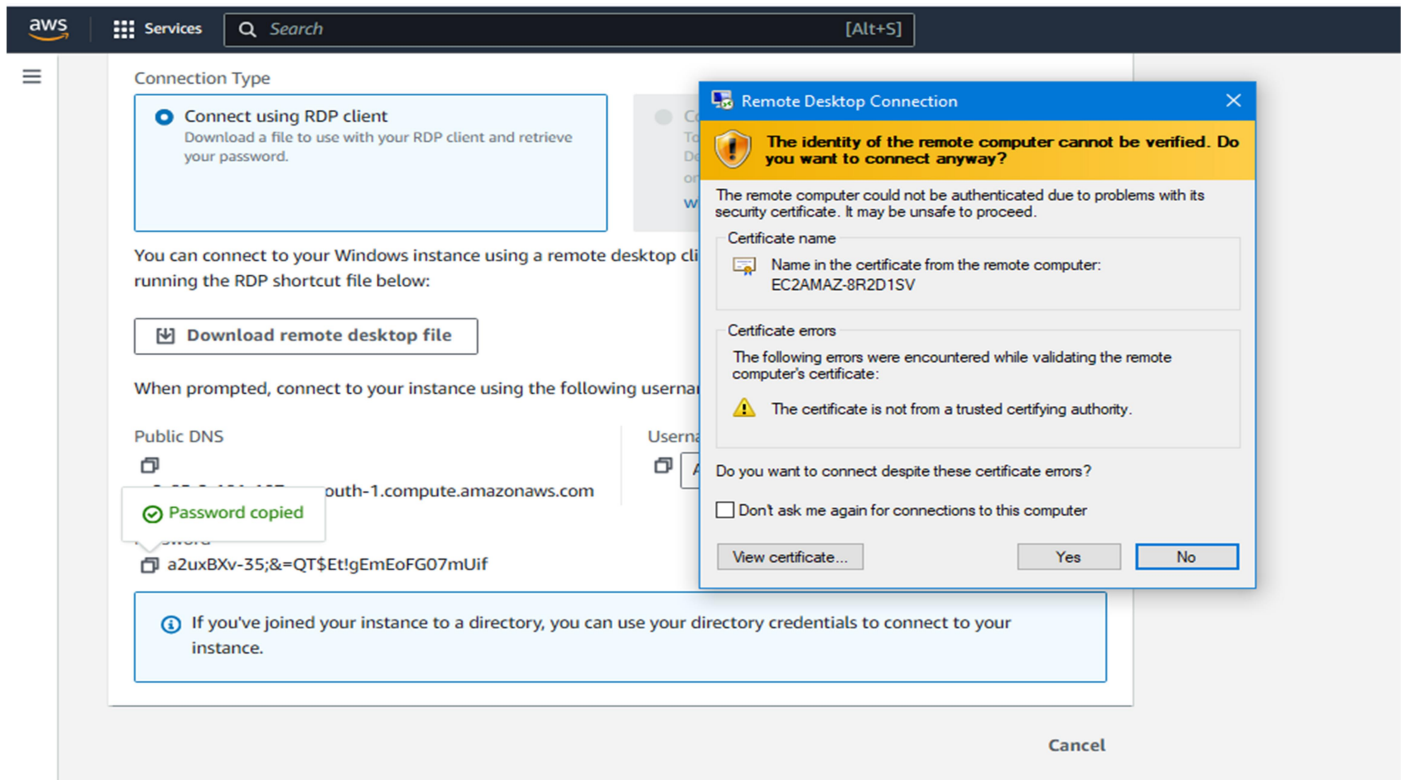 aws
Services
Search
[Alt+S]
Connection Type
Connect using RDP client
Download a file to use with your RDP client and retrieve
your password.
You can connect to your Windows instance using a remote desktop
running the RDP shortcut file below:
Download remote desktop file
When prompted, connect to your instance using the following
Public DNS
outh-1.compute.amazonaws.com
Password copied
a2uxBXv-35;&=QT$Et!gEmEoFG07mUif
If you've joined your instance to a directory, you can use your directory credentials to connect to your
instance.
Cancel
Remote Desktop Connection
The identity of the remote computer cannot be verified. Do
you want to connect anyway?
The remote computer could not be authenticated due to problems with its
security certificate. It may be unsafe to proceed.
Certificate name
Name in the certificate from the remote computer:
EC2AMAZ-8R2D1SV
Certificate errors
The following errors were encountered while validating the remote
computer's certificate:
The certificate is not from a trusted certifying authority.
Do you want to connect despite these certificate errors?
Don't ask me again for connections to this computer
View certificate...
Yes
No